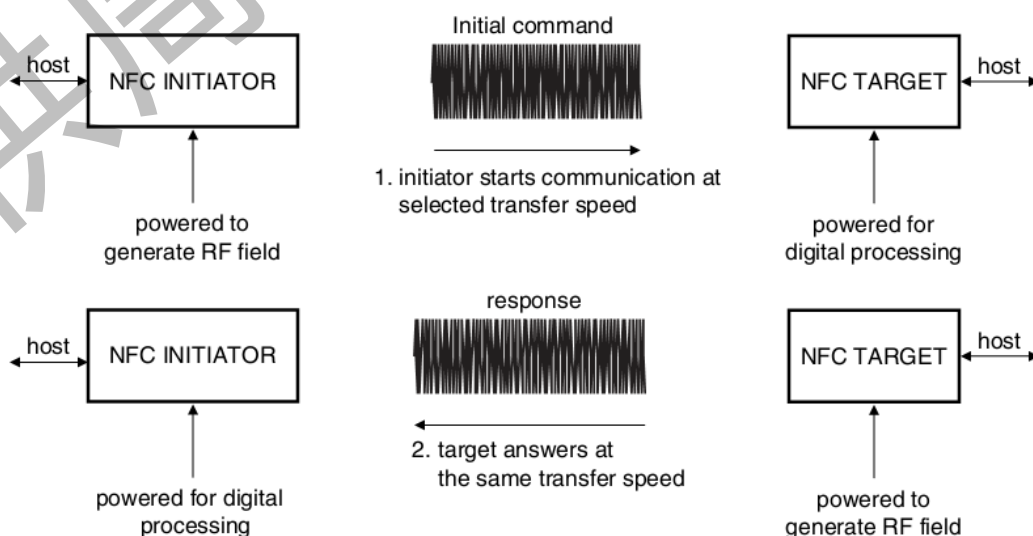 Initial command
host
NFC INITIATOR
NFC TARGET
host
1. initiator starts communication at
selected transfer speed
powered to
generate RF field
powered for
digital processing
response
host
NFC INITIATOR
NFC TARGET
host
2. target answers at
the same transfer speed
powered for digital
processing
powered to
generate RF field